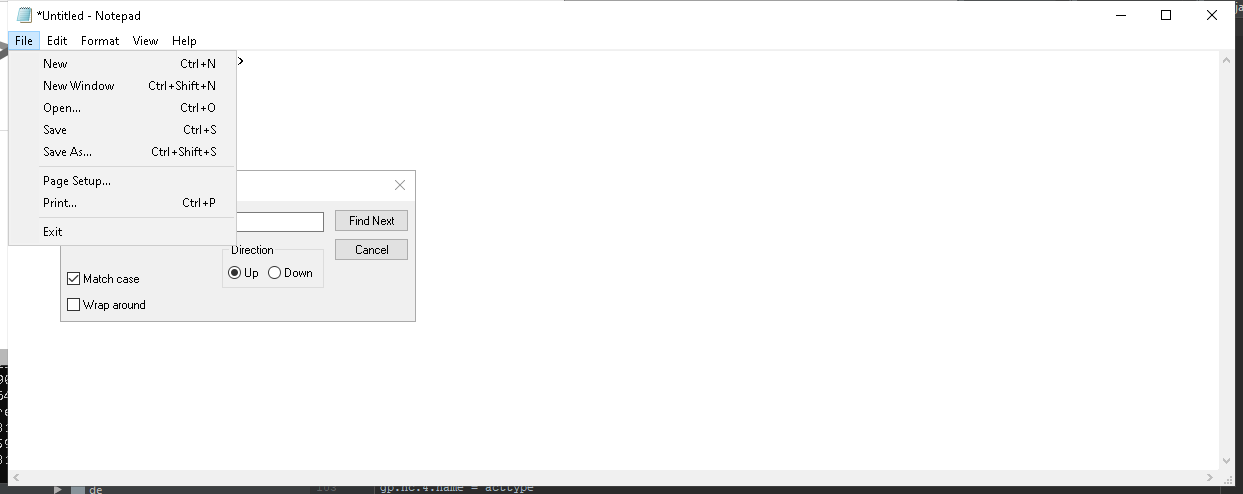 *Untitled - Notepad
File Edit Format View Help
New Ctrl+N
New Window Ctrl+Shift+N
Open... Ctrl+O
Save Ctrl+S
Save As... Ctrl+Shift+S
Page Setup...
Print... Ctrl+P
Exit
>
Find Next
Cancel
Direction
Up Down
Match case
Wrap around
de
gp.nc.4.name = acttype